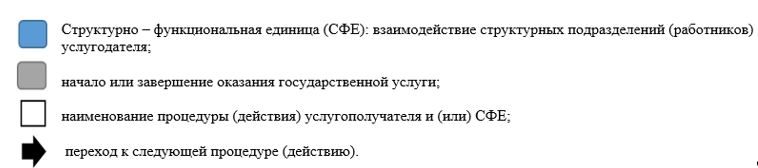 Структурно – функциональная единица (СФЕ): взаимодействие структурных подразделений (работников)
услугодателя;
начало или завершение оказания государственной услуги;
наименование процедуры (действия) услугополучателя и (или) СФЕ;
переход к следующей процедуре (действию).